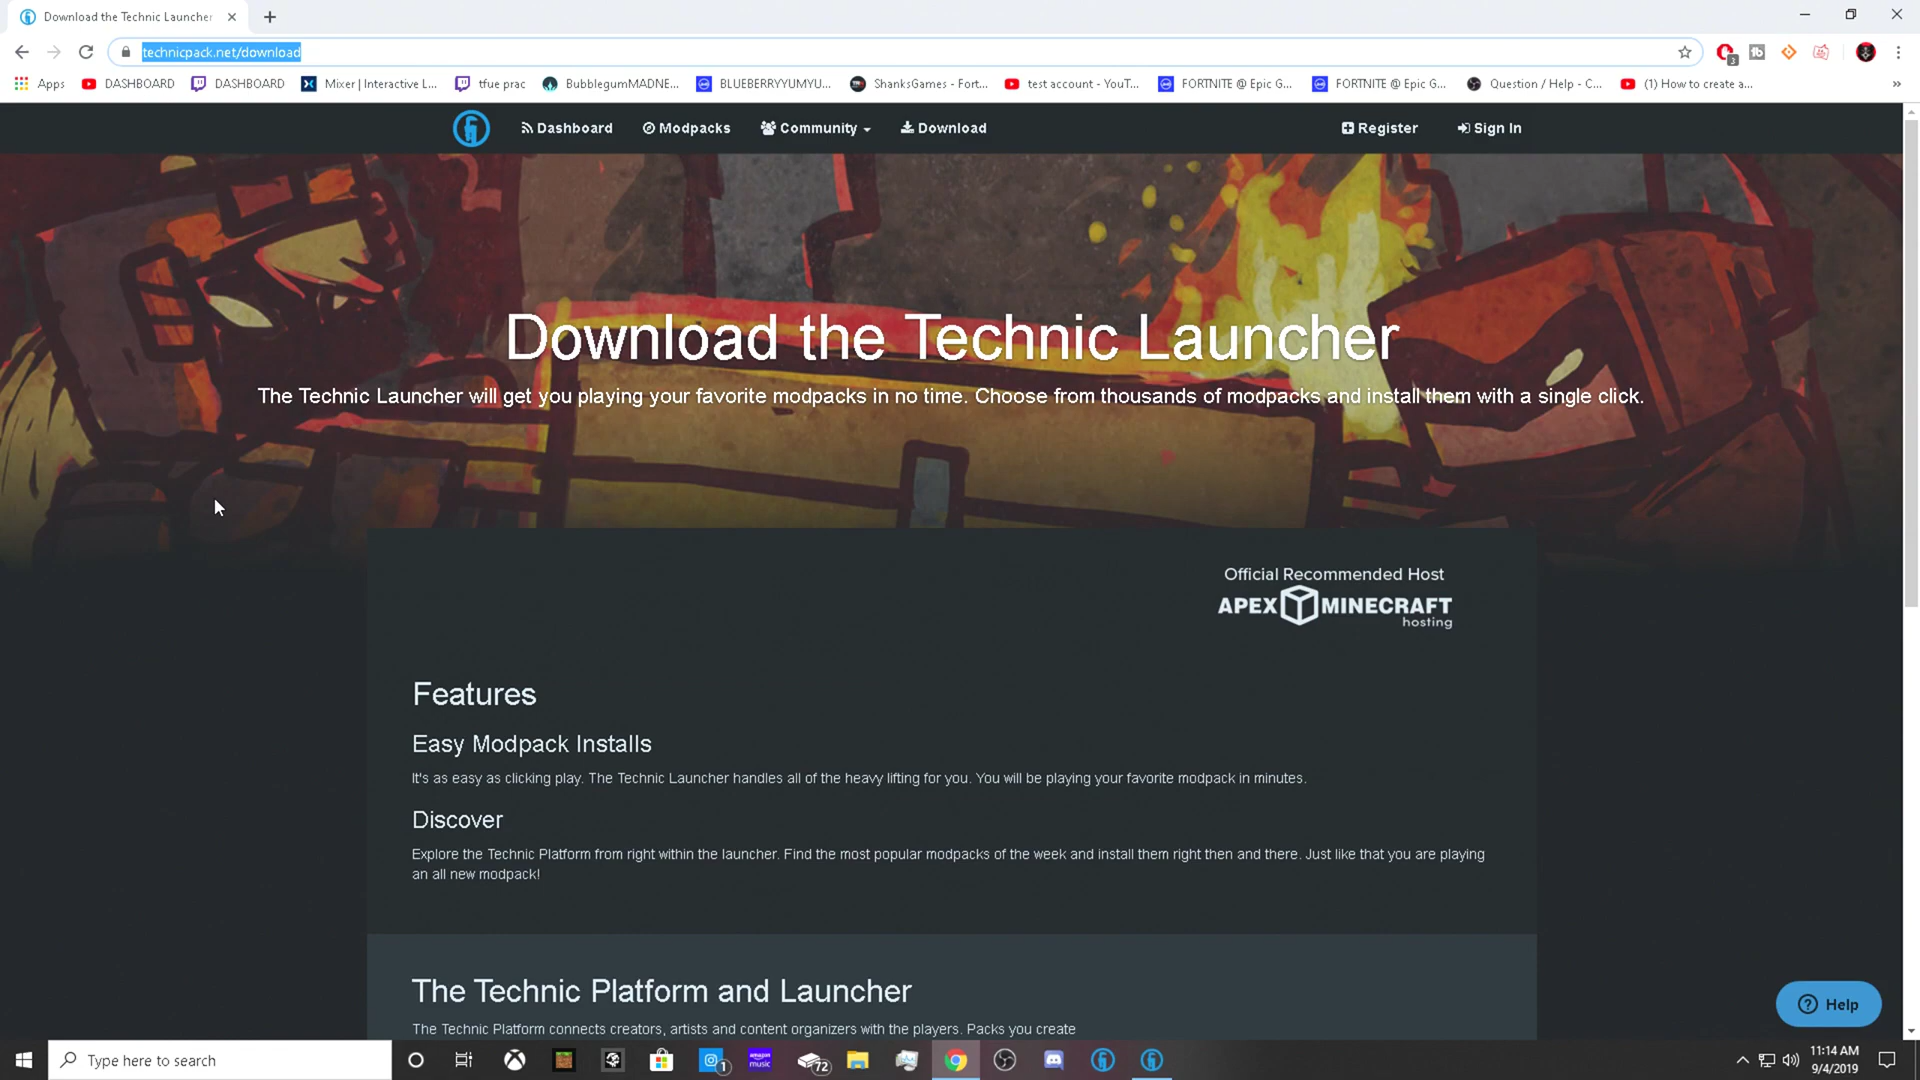 Download the Technic Launcher
technicpack.net/download
3
Apps
DASHBOARD
DASHBOARD
Mixer | Interactive L...
tfue prac
BubblegumMADNE...
BLUEBERRYYUMYU...
ShanksGames - Fort...
test account - YouT...
FORTNITE @ Epic G...
FORTNITE @ Epic G...
Question / Help - C...
(1) How to create a...
Dashboard
Modpacks
Community
Download
Register
Sign In
Download the Technic Launcher
The Technic Launcher will get you playing your favorite modpacks in no time. Choose from thousands of modpacks and install them with a single click.
Official Recommended Host
APEX MINECRAFT
hosting
Features
Easy Modpack Installs
It's as easy as clicking play. The Technic Launcher handles all of the heavy lifting for you. You will be playing your favorite modpack in minutes.
Discover
Explore the Technic Platform from right within the launcher. Find the most popular modpacks of the week and install them right then and there. Just like that you are playing
an all new modpack!
The Technic Platform and Launcher
The Technic Platform connects creators, artists and content organizers with the players. Packs you create
Help
Type here to search
1
amazon
music
72
11:14 AM
9/4/2019